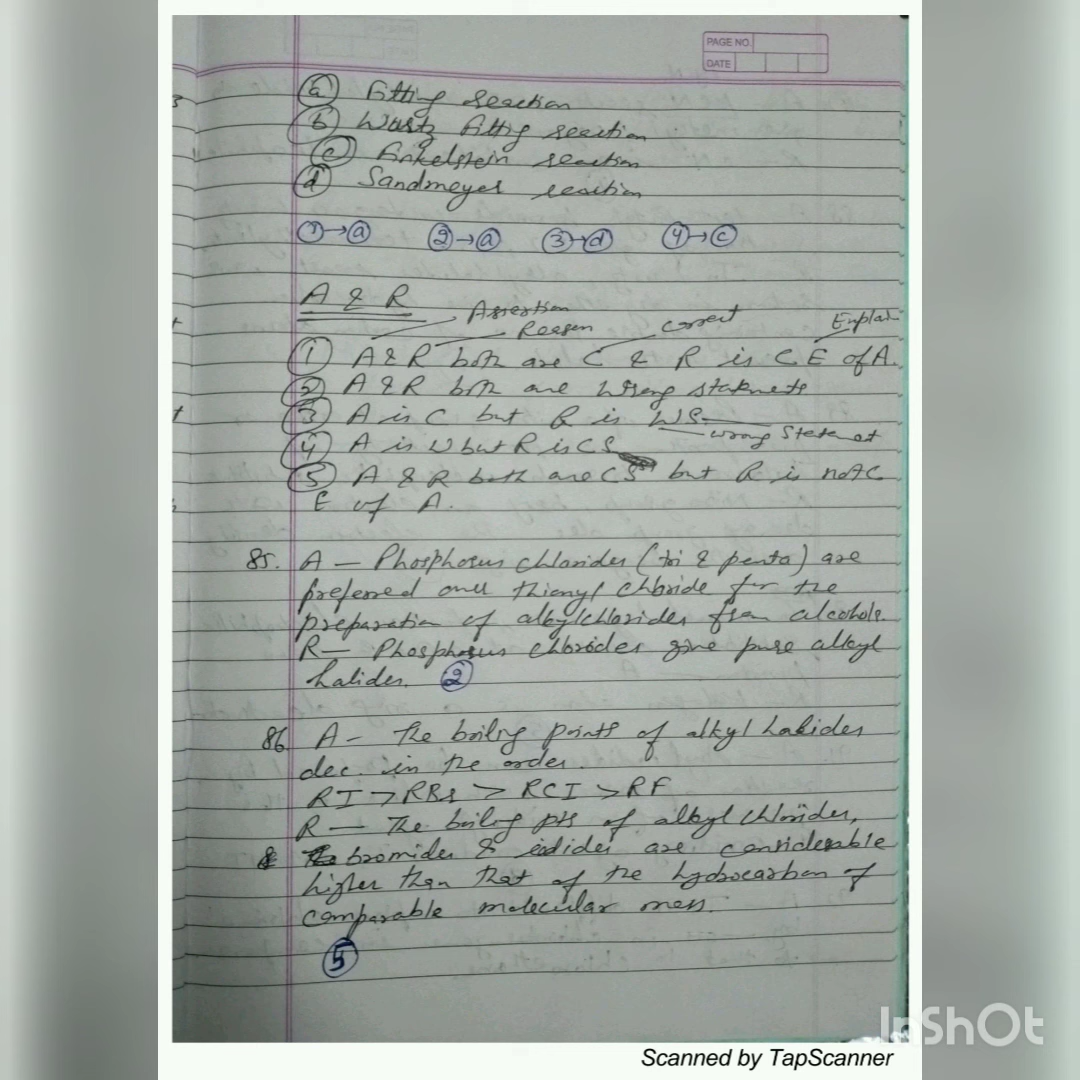 PAGE NO.
DATE
(a) Fittig reaction
(b) Wurtz fittig reaction
(c) Finkelstein reaction
(d) Sandmeyer reaction
(1)→(a) (2)→(a) (3)→(d) (4)→(c)
A & R
Assertion
Reason correct Explai
(1) A & R both are C & R is C E of A.
(2) A & R both are wrong statements
(3) A is C but R is WS
wrong Statemet
(4) A is W but R is CS
(5) A & R both are CS but R is not C
E of A.
85. A — Phosphorus chlorides (tri & penta) are
preferred over thionyl chloride for the
preparation of alkylchlorides from alcohols.
R — Phosphorus chlorides give pure alkyl
halides. (2)
86 A - The boiling points of alkyl halides
dec. in the order.
RI > RBr > RCI > RF
R — The boiling pts of alkyl chlorides,
bromides & iodides are considerable
higher than that of the hydrocarbon of
comparable molecular mass.
(5)
InShOt
Scanned by TapScanner